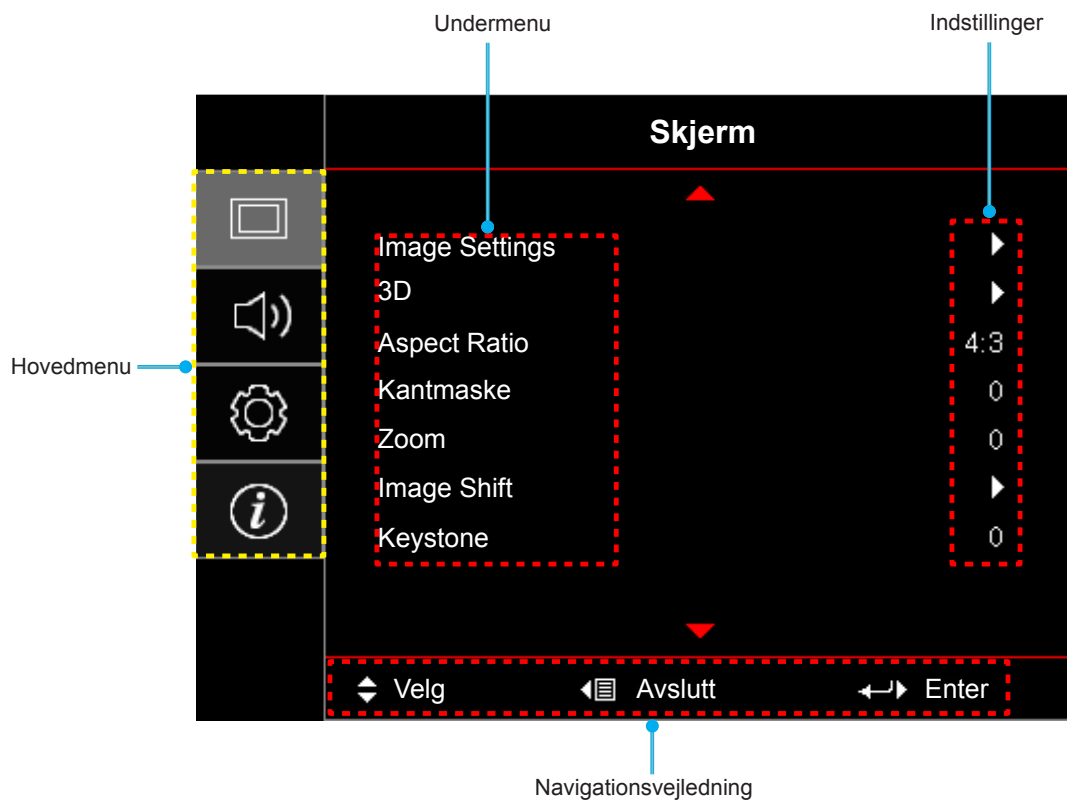 Undermenu
Indstillinger
Skjerm
Image Settings
3D
Aspect Ratio 4:3
Hovedmenu
Kantmaske 0
Zoom 0
Image Shift
Keystone 0
Velg Avslutt Enter
Navigationsvejledning